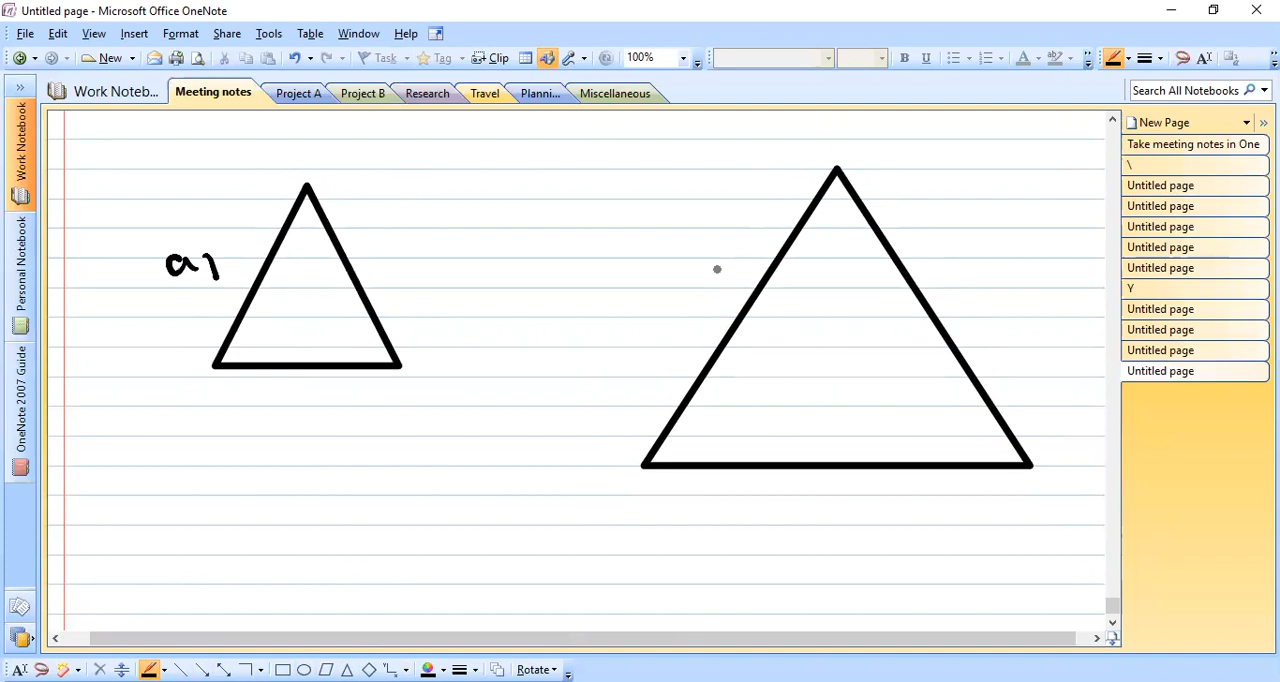 Untitled page - Microsoft Office OneNote
File Edit View Insert Format Share Tools Table Window Help
New Task Tag Clip 100% B U A ab A
Work Noteb... Meeting notes Project A Project B Research Travel Planni... Miscellaneous Search All Notebooks
New Page
Take meeting notes in One
\
Untitled page
Untitled page
Untitled page
Untitled page
Untitled page
Y
Untitled page
Untitled page
Untitled page
Untitled page
Work Notebook
Personal Notebook
OneNote 2007 Guide
a)
A Rotate